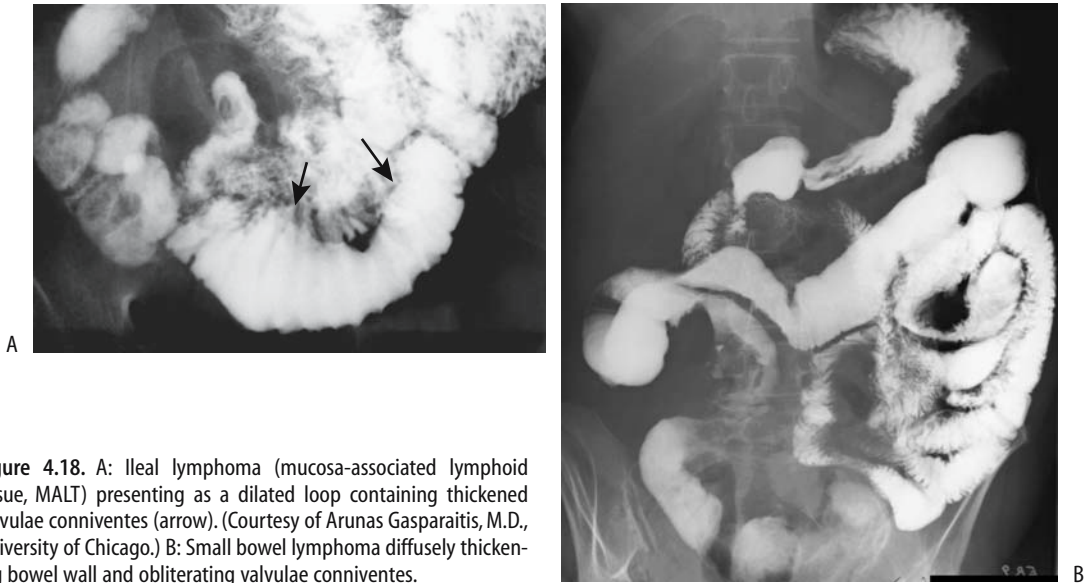 A
B
gure 4.18. A: Ileal lymphoma (mucosa-associated lymphoid
sue, MALT) presenting as a dilated loop containing thickened
vulae conniventes (arrow). (Courtesy of Arunas Gasparaitis, M.D.,
iversity of Chicago.) B: Small bowel lymphoma diffusely thicken-
g bowel wall and obliterating valvulae conniventes.